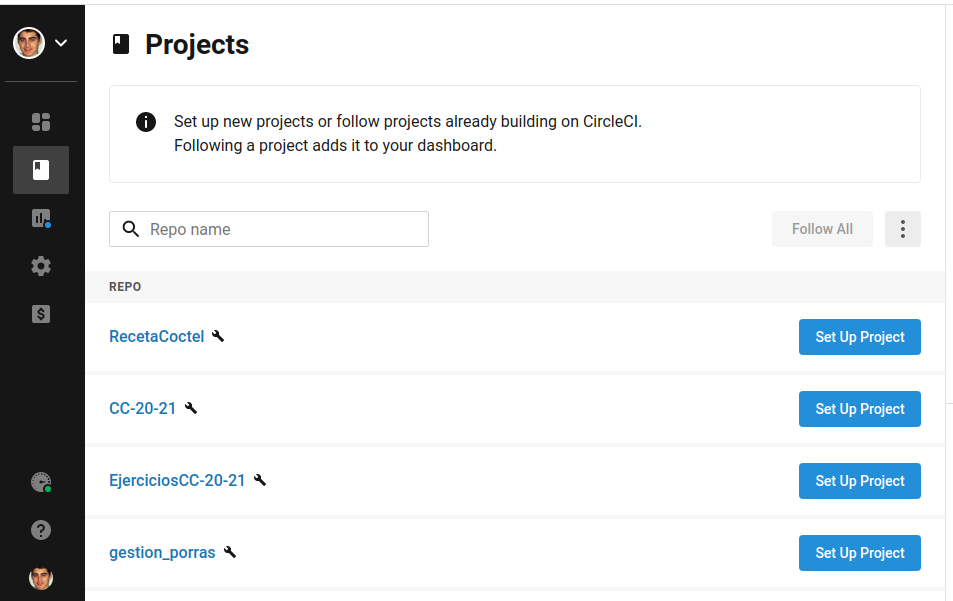 Projects
Set up new projects or follow projects already building on CircleCI.
Following a project adds it to your dashboard.
Repo name
Follow All
REPO
RecetaCoctel
Set Up Project
CC-20-21
Set Up Project
EjerciciosCC-20-21
Set Up Project
gestion_porras
Set Up Project